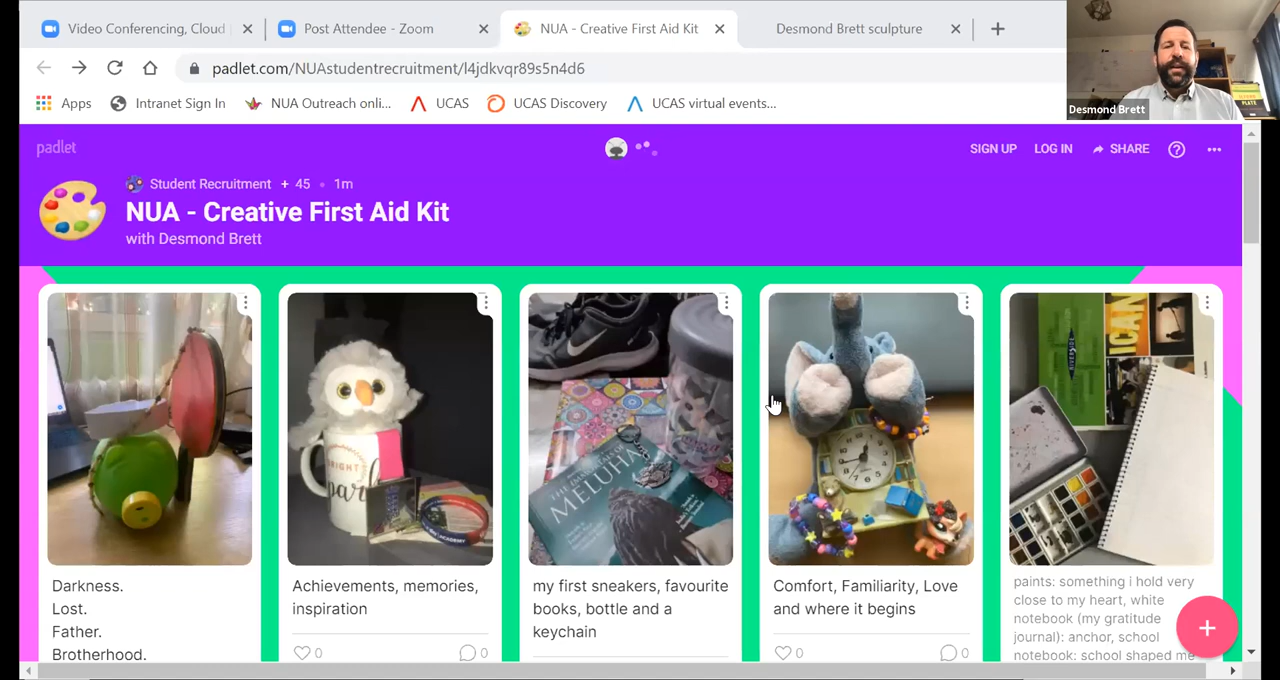 Video Conferencing, Cloud
Post Attendee - Zoom
NUA - Creative First Aid Kit
Desmond Brett sculpture
padlet.com/NUAstudentrecruitment/l4jdkvqr89s5n4d6
Apps
Intranet Sign In
NUA Outreach onli...
UCAS
UCAS Discovery
UCAS virtual events...
Desmond Brett
padlet
SIGN UP
LOG IN
SHARE
Student Recruitment + 45 • 1m
NUA - Creative First Aid Kit
with Desmond Brett
MELUHA
ICAN
Darkness.
Lost.
Father.
Brotherhood.
Achievements, memories,
inspiration
0
0
my first sneakers, favourite
books, bottle and a
keychain
Comfort, Familiarity, Love
and where it begins
0
0
paints: something i hold very
close to my heart, white
notebook (my gratitude
journal): anchor, school
notebook: school shaped me